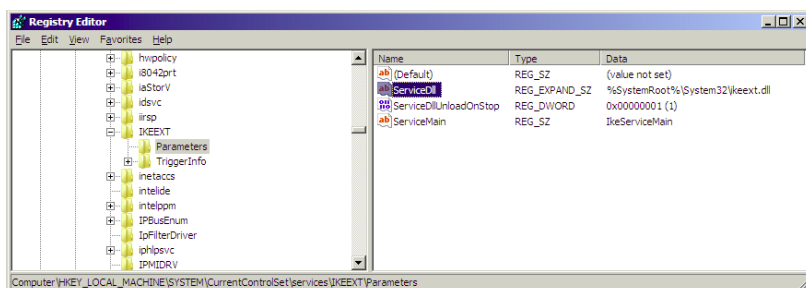 Registry Editor
File Edit View Favorites Help
hwpolicy
i8042prt
iaStorV
idsvc
iirsp
IKEEXT
Parameters
TriggerInfo
inetaccs
intelide
intelppm
IPBusEnum
IpFilterDriver
iphlpsvc
IPMIDRV
Name Type Data
(Default) REG_SZ (value not set)
ServiceDll REG_EXPAND_SZ %SystemRoot%\System32\ikeext.dll
ServiceDllUnloadOnStop REG_DWORD 0x00000001 (1)
ServiceMain REG_SZ IkeServiceMain
Computer\HKEY_LOCAL_MACHINE\SYSTEM\CurrentControlSet\services\IKEEXT\Parameters